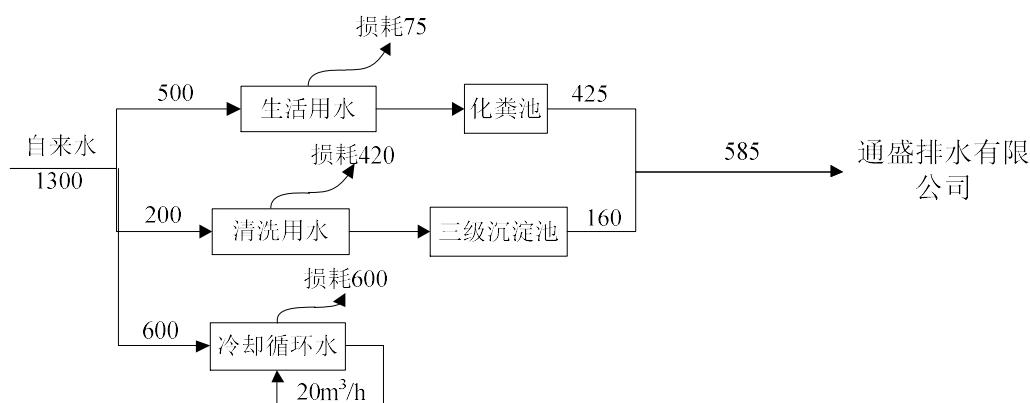 损耗75
500
生活用水
化粪池
425
自来水
1300
损耗420
585
通盛排水有限
公司
200
清洗用水
三级沉淀池
160
损耗600
600
冷却循环水
20m³/h